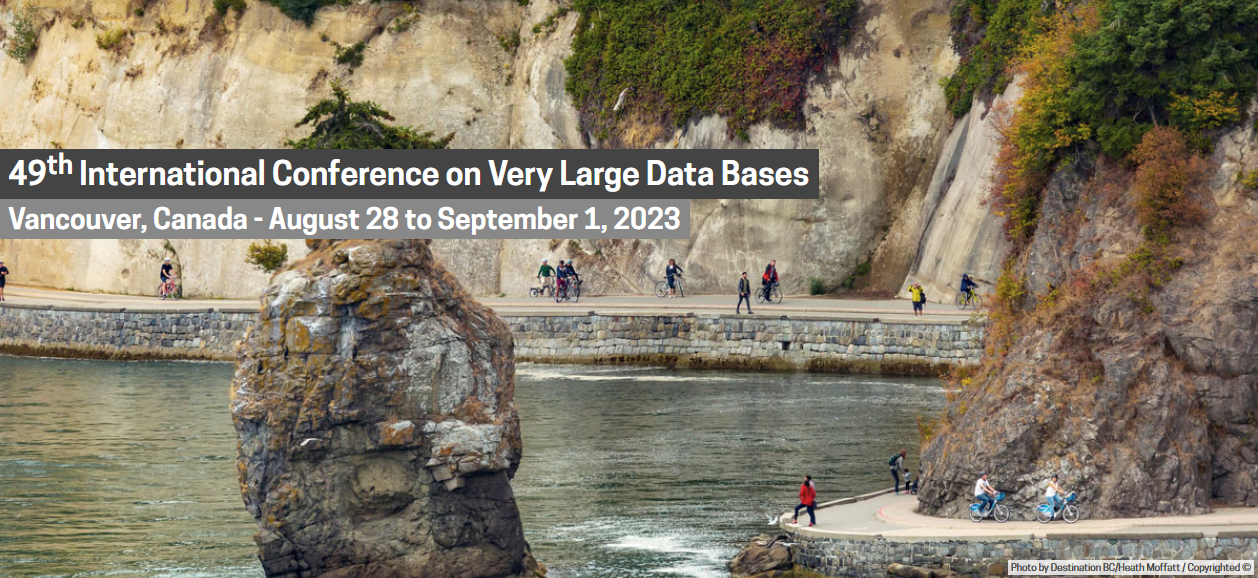 49th International Conference on Very Large Data Bases
Vancouver, Canada - August 28 to September 1, 2023
Photo by Destination BC/Heath Moffatt / Copyrighted ©